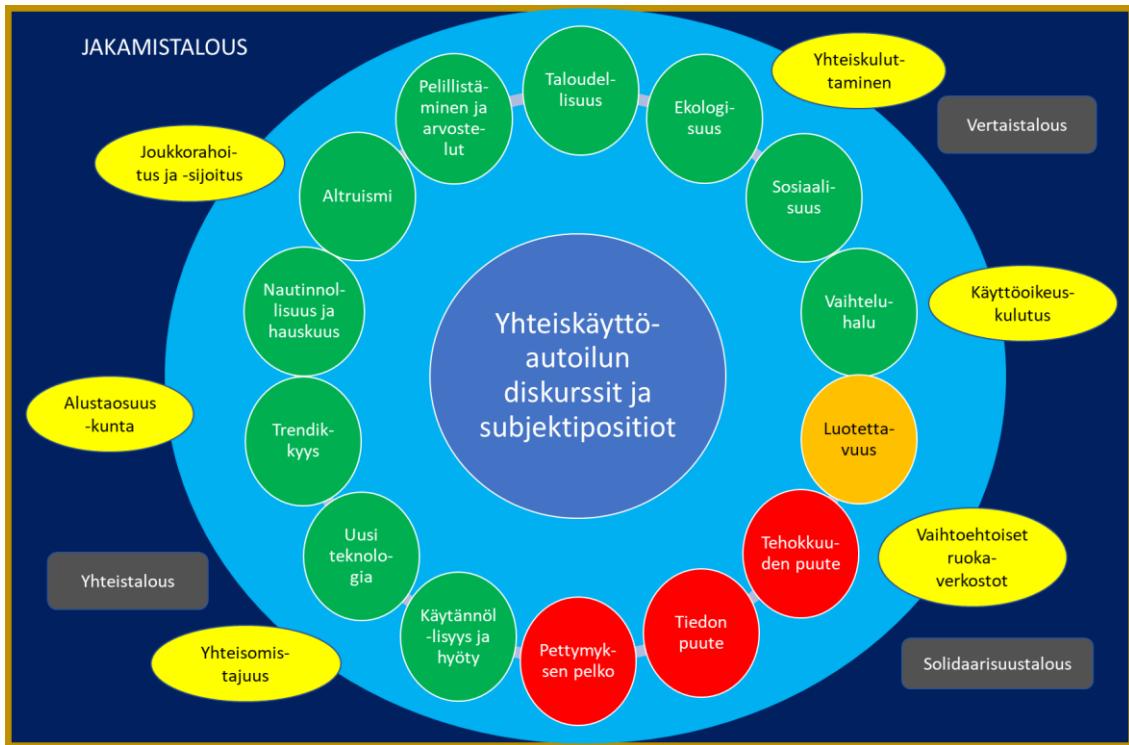 JAKAMISTALOUS
Taloudel-
lisuus
Ekologi-
suus
Sosiaali-
suus
Vaihtelu-
halu
Luotetta-
vuus
Tehokkuu-
den puute
Tiedon
puute
Pettymyk-
sen pelko
Käytännöl
-lisyys ja
hyöty
Uusi
teknolo-
gia
Trendik-
kyys
Nautinnol-
lisuus ja
hauskuus
Altruismi
Pelillistä-
minen ja
arvoste-
lut
Yhteiskäyttö-
autoilun
diskurssit ja
subjektipositiot
Yhteiskulut-
taminen
Vertaistalous
Käyttöoikeus-
kulutus
Vaihtoehtoiset
ruoka-
verkostot
Solidaarisuustalous
Joukkorahoi-
tus ja -sijoitus
Alustaosuus
-kunta
Yhteistalous
Yhteisomis-
tajuus